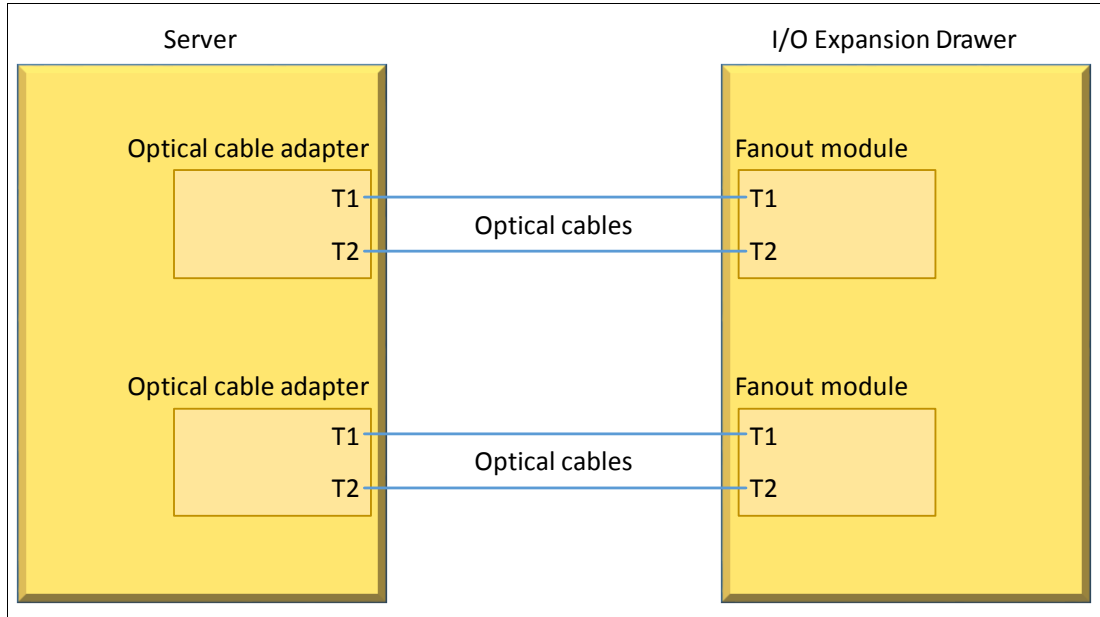 Server
I/O Expansion Drawer
Optical cable adapter
Fanout module
T1
T1
Optical cables
T2
T2
Optical cable adapter
Fanout module
T1
T1
Optical cables
T2
T2